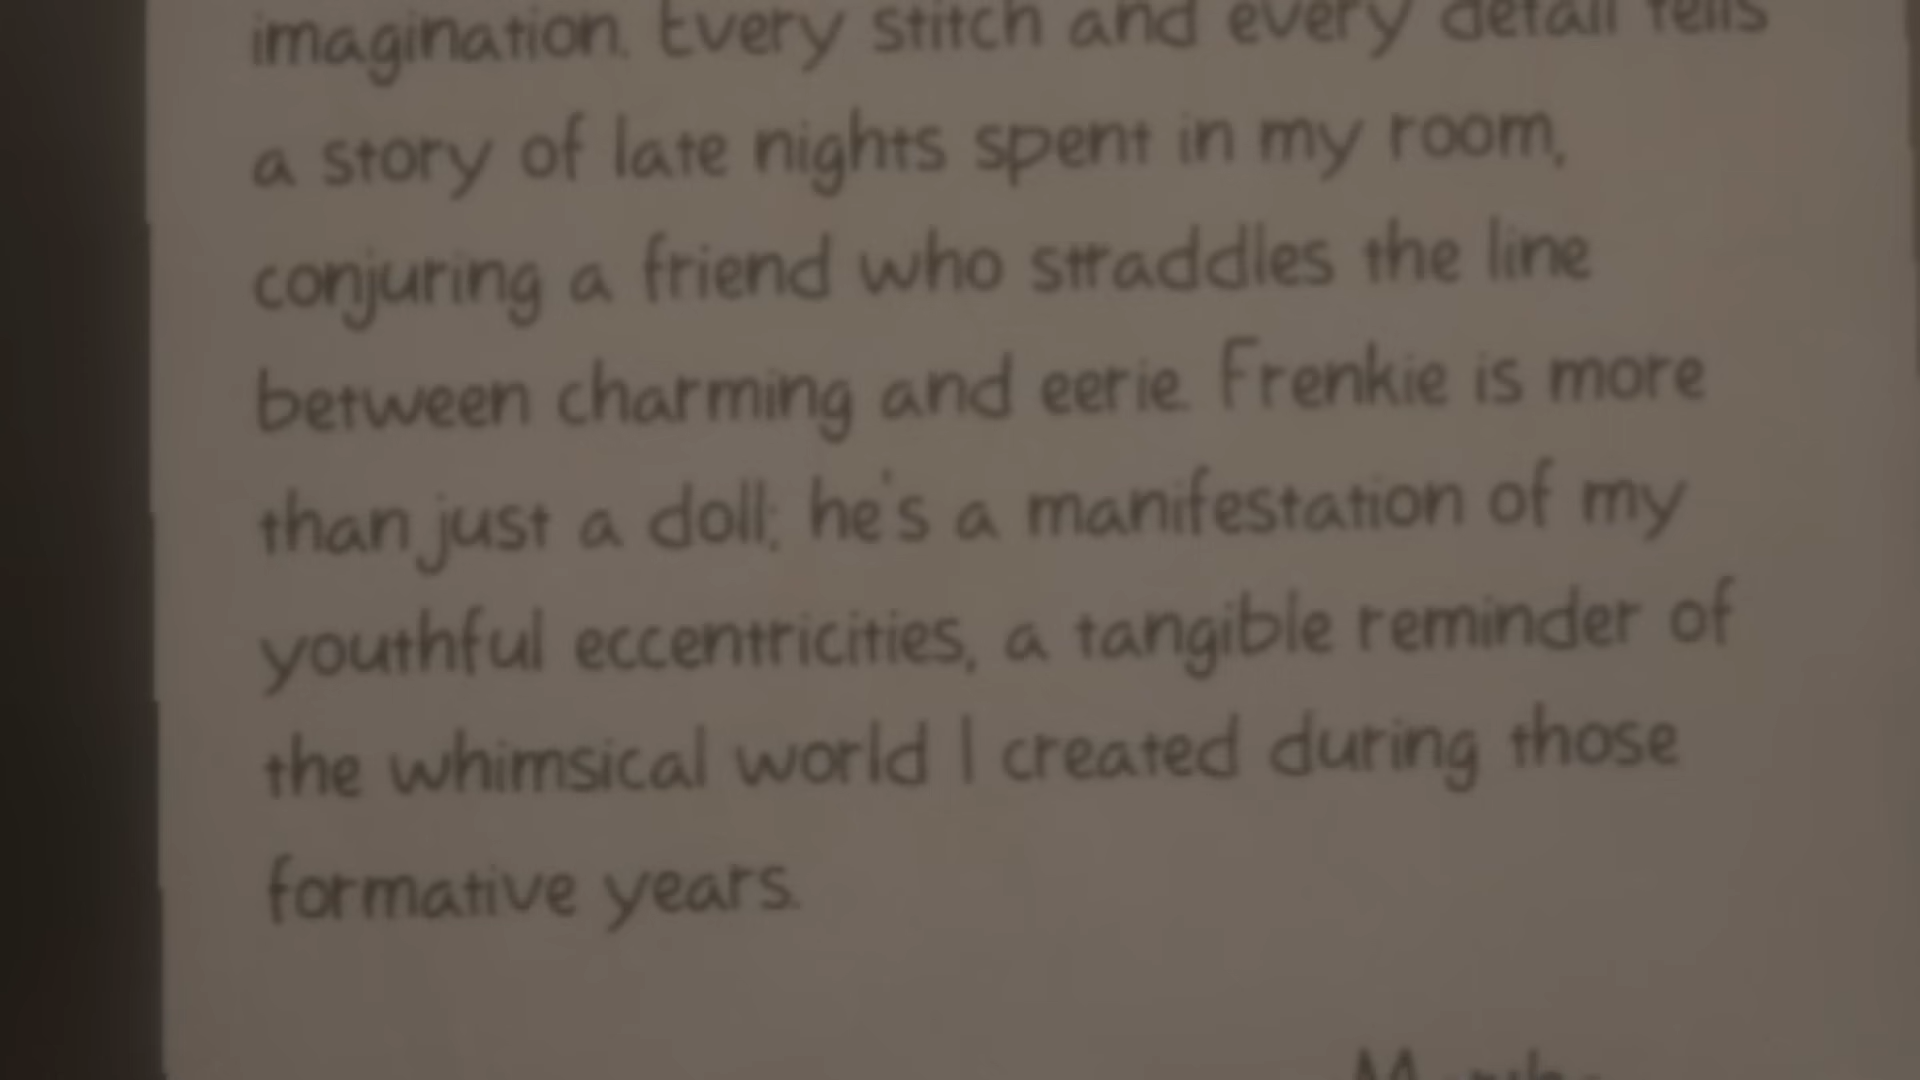 imagination. Every stitch and every detail tells
a story of late nights spent in my room,
conjuring a friend who straddles the line
between charming and eerie. Frenkie is more
than just a doll; he's a manifestation of my
youthful eccentricities, a tangible reminder of
the whimsical world I created during those
formative years.